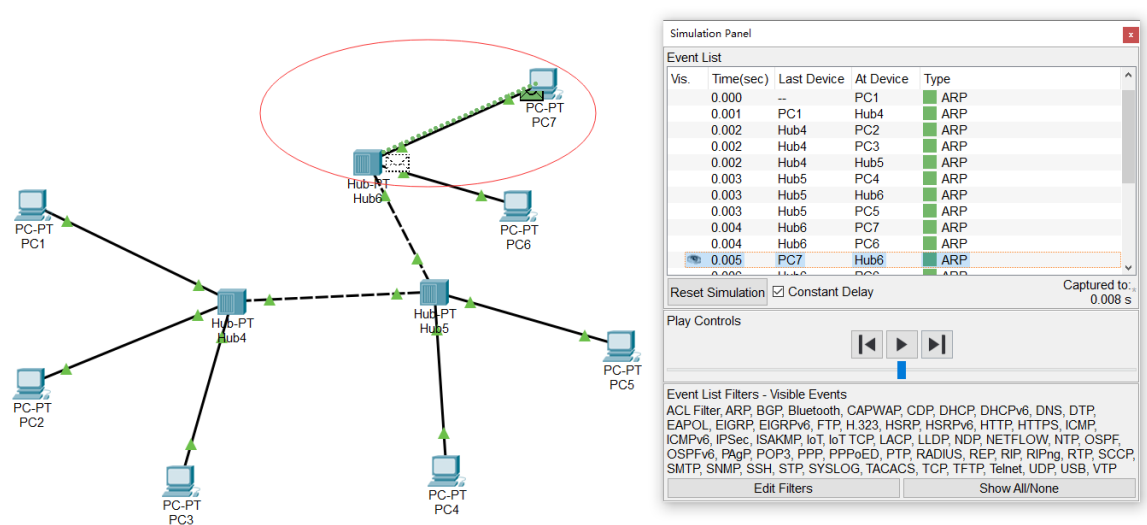 PC-PT
PC7
Hub-PT
Hub6
PC-PT
PC6
PC-PT
PC1
Hub-PT
Hub4
Hub-PT
Hub5
PC-PT
PC5
PC-PT
PC2
PC-PT
PC3
PC-PT
PC4
Simulation Panel
x
Event List
Vis. Time(sec) Last Device At Device Type
0.000 -- PC1 ARP
0.001 PC1 Hub4 ARP
0.002 Hub4 PC2 ARP
0.002 Hub4 PC3 ARP
0.002 Hub4 Hub5 ARP
0.003 Hub5 PC4 ARP
0.003 Hub5 Hub6 ARP
0.003 Hub5 PC5 ARP
0.004 Hub6 PC7 ARP
0.004 Hub6 PC6 ARP
0.005 PC7 Hub6 ARP
0.006 Hub6 PC6 ARP
Reset Simulation Constant Delay
Captured to:
0.008 s
Play Controls
Event List Filters - Visible Events
ACL Filter, ARP, BGP, Bluetooth, CAPWAP, CDP, DHCP, DHCPv6, DNS, DTP,
EAPOL, EIGRP, EIGRPv6, FTP, H.323, HSRP, HSRPv6, HTTP, HTTPS, ICMP,
ICMPv6, IPSec, ISAKMP, IoT, IoT TCP, LACP, LLDP, NDP, NETFLOW, NTP, OSPF,
OSPFv6, PAgP, POP3, PPP, PPPoED, PTP, RADIUS, REP, RIP, RIPng, RTP, SCCP,
SMTP, SNMP, SSH, STP, SYSLOG, TACACS, TCP, TFTP, Telnet, UDP, USB, VTP
Edit Filters
Show All/None